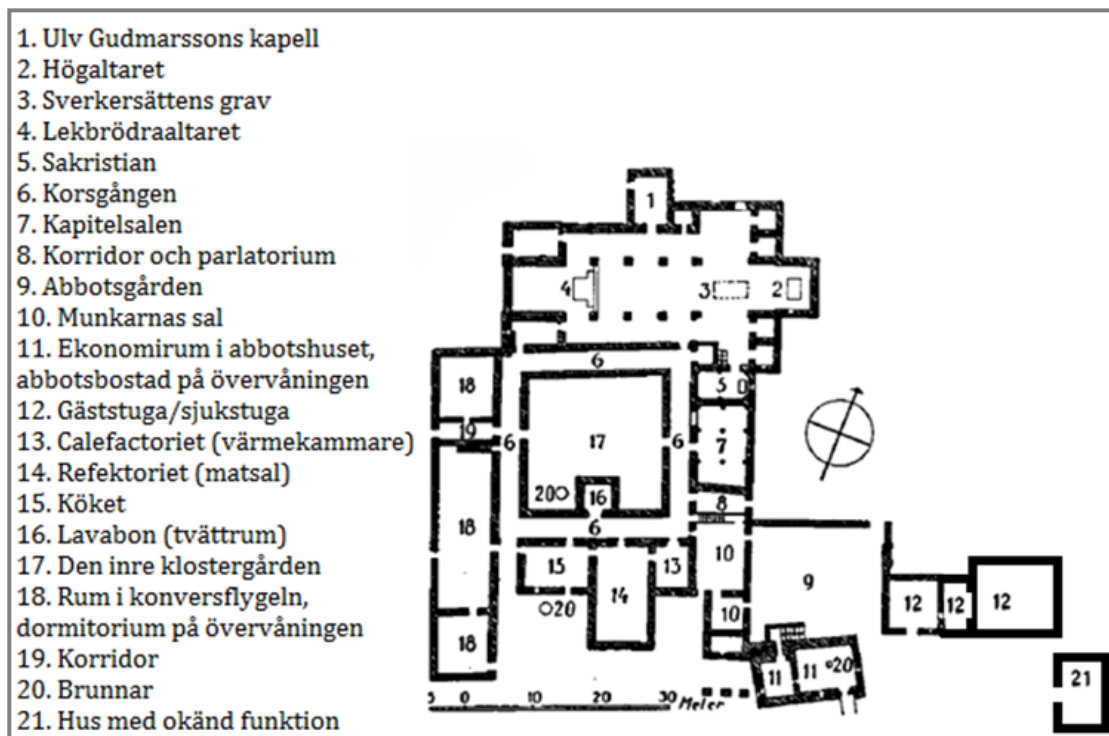 1. Ulv Gudmarssons kapell
2. Högaltaret
3. Sverkersättens grav
4. Lekbrödraaltaret
5. Sakristian
6. Korsgången
7. Kapitelsalen
8. Korridor och parlatorium
9. Abbotsgården
10. Munkarnas sal
11. Ekonomirum i abbotshuset,
abbotsbostad på övervåningen
12. Gäststuga/sjukstuga
13. Calefactoriet (värmekammare)
14. Refektoriet (matsal)
15. Köket
16. Lavabon (tvättrum)
17. Den inre klostergården
18. Rum i konversflygeln,
dormitorium på övervåningen
19. Korridor
20. Brunnar
21. Hus med okänd funktion
1
4 3 2
6
18 5
19 6 17 6 7
20 16
8
18 6
10
15 13
14 9
20 12 12 12
10
18
11 11 20 21
5 0 10 20 30 Meter